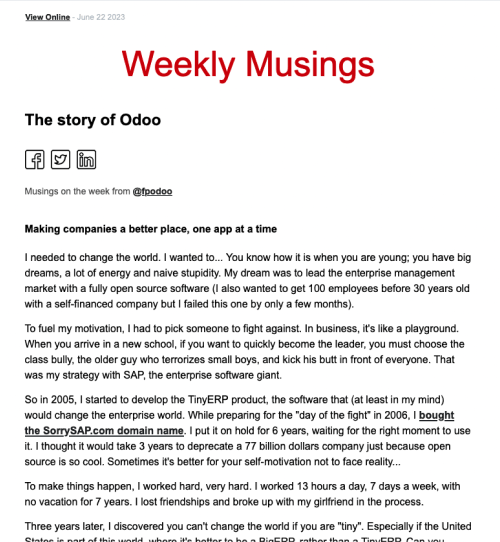 View Online - June 22 2023
Weekly Musings
The story of Odoo
Musings on the week from @fpodoo
Making companies a better place, one app at a time
I needed to change the world. I wanted to... You know how it is when you are young; you have big
dreams, a lot of energy and naive stupidity. My dream was to lead the enterprise management
market with a fully open source software (I also wanted to get 100 employees before 30 years old
with a self-financed company but I failed this one by only a few months).
To fuel my motivation, I had to pick someone to fight against. In business, it's like a playground.
When you arrive in a new school, if you want to quickly become the leader, you must choose the
class bully, the older guy who terrorizes small boys, and kick his butt in front of everyone. That
was my strategy with SAP, the enterprise software giant.
So in 2005, I started to develop the TinyERP product, the software that (at least in my mind)
would change the enterprise world. While preparing for the "day of the fight" in 2006, I bought
the SorrySAP.com domain name. I put it on hold for 6 years, waiting for the right moment to use
it. I thought it would take 3 years to deprecate a 77 billion dollars company just because open
source is so cool. Sometimes it's better for your self-motivation not to face reality...
To make things happen, I worked hard, very hard. I worked 13 hours a day, 7 days a week, with
no vacation for 7 years. I lost friendships and broke up with my girlfriend in the process.
Three years later, I discovered you can't change the world if you are "tiny". Especially if the United
States is part of this world, where it's better to be a BigERP, rather than a TinyERP. Can you